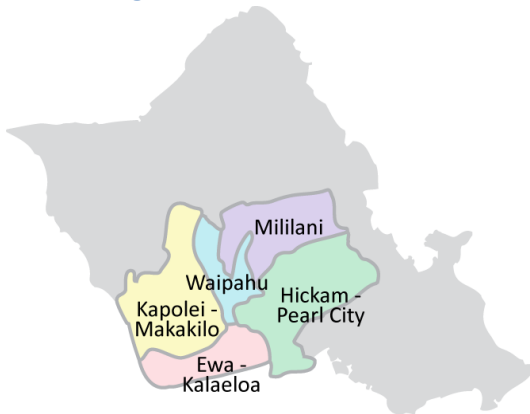 Mililani
Waipahu
Hickam -
Pearl City
Kapolei -
Makakilo
Ewa -
Kalaeloa